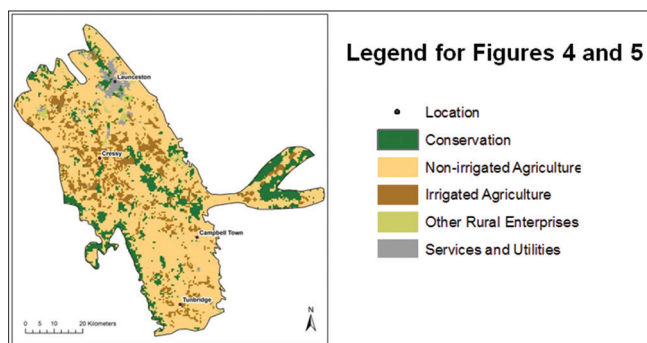 Legend for Figures 4 and 5
Launceston
Cressy
Campbell Town
Tunbridge
0 5 10 20 Kilometers
N
Location
Conservation
Non-irrigated Agriculture
Irrigated Agriculture
Other Rural Enterprises
Services and Utilities